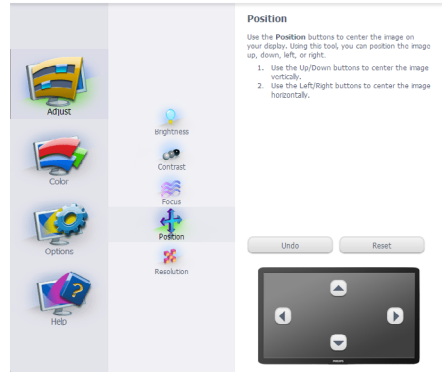 Adjust
Color
Options
Help
Brightness
Contrast
Focus
Position
Resolution
Position
Use the Position buttons to center the image on
your display. Using this tool, you can position the image
up, down, left, or right.
1. Use the Up/Down buttons to center the image
vertically.
2. Use the Left/Right buttons to center the image
horizontally.
Undo
Reset
PHILIPS